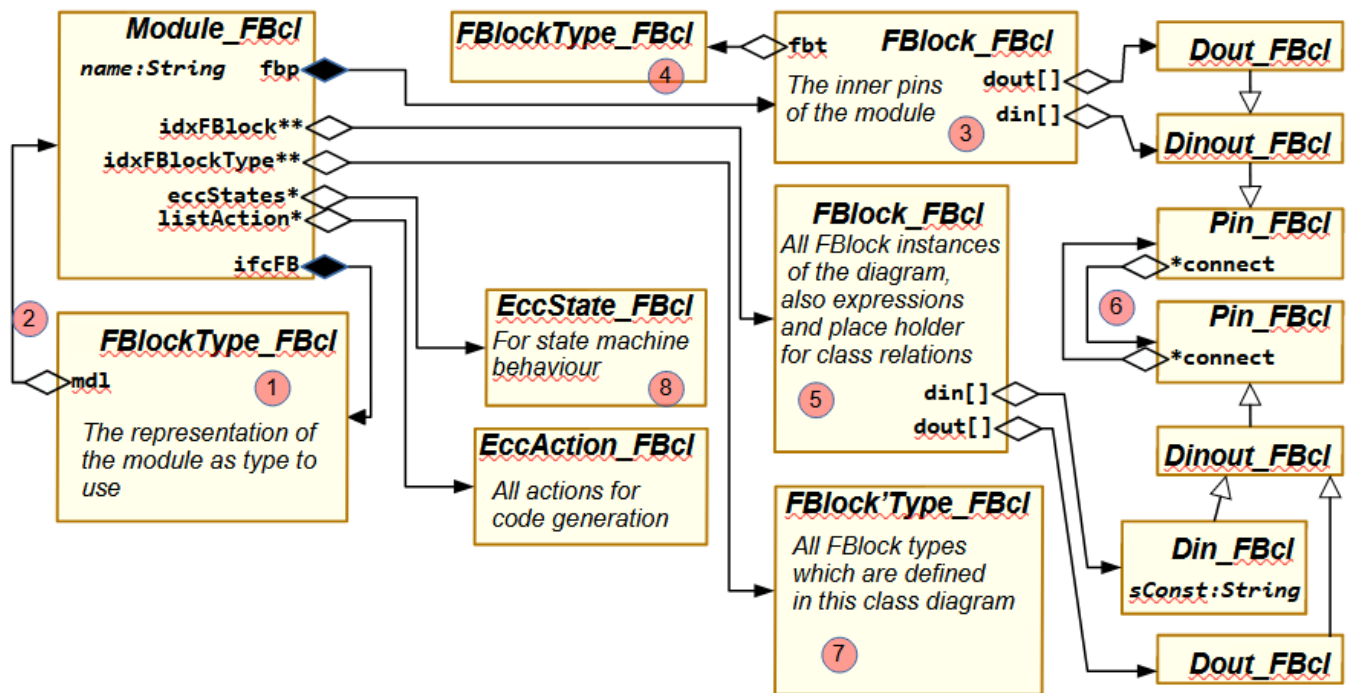 Module_FBcl
name:String fbp
idxFBlock**
idxFBlockType**
eccStates*
listAction*
ifcFB
2
FBlockType_FBcl
1
mdl
The representation of
the module as type to
use
FBlockType_FBcl
4
fbt
FBlock_FBcl
dout[]
The inner pins
of the module
din[]
3
Dout_FBcl
Dinout_FBcl
Pin_FBcl
*connect
6
Pin_FBcl
*connect
Dinout_FBcl
Din_FBcl
sConst:String
Dout_FBcl
FBlock_FBcl
All FBlock instances
of the diagram,
also expressions
and place holder
for class relations
5
din[]
dout[]
EccState_FBcl
For state machine
behaviour
8
EccAction_FBcl
All actions for
code generation
FBlock’Type_FBcl
All FBlock types
which are defined
in this class diagram
7